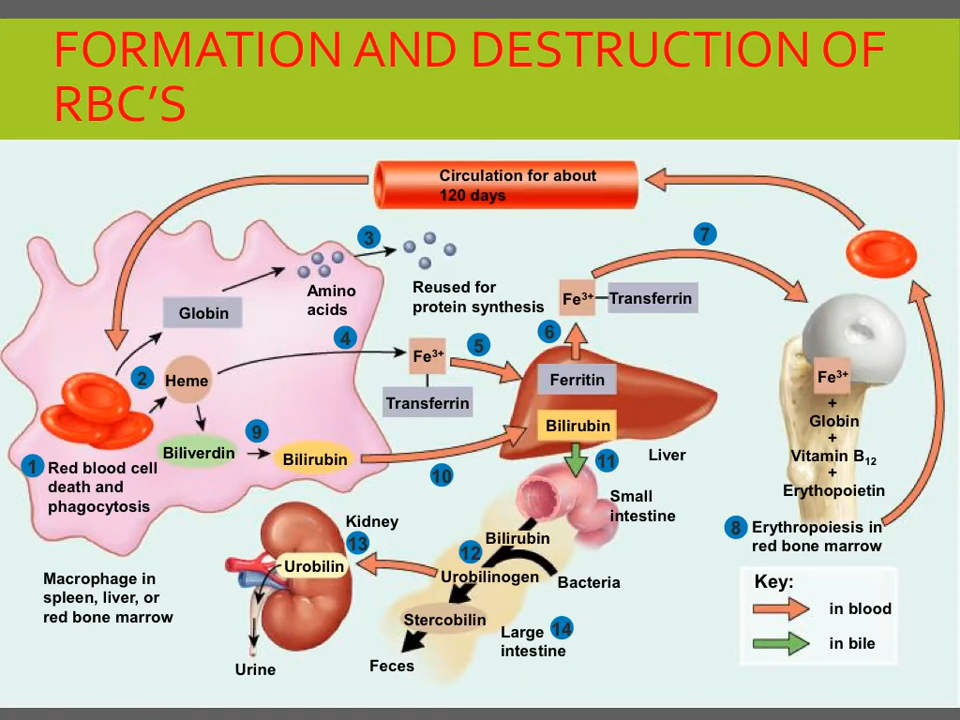 FORMATION AND DESTRUCTION OF
RBC'S
Circulation for about
120 days
3
7
Amino
acids
Reused for
protein synthesis
Fe3+
Transferrin
Globin
4
5
6
2
Heme
Fe3+
Ferritin
Fe3+
Transferrin
+
Globin
+
Vitamin B12
+
Erythopoietin
9
Bilirubin
Biliverdin
Bilirubin
10
11
Liver
1
Red blood cell
death and
phagocytosis
Small
intestine
Kidney
13
8
Erythropoiesis in
red bone marrow
Bilirubin
12
Urobilin
Urobilinogen
Bacteria
Macrophage in
spleen, liver, or
red bone marrow
Stercobilin
Large
intestine
14
Urine
Feces
Key:
in blood
in bile